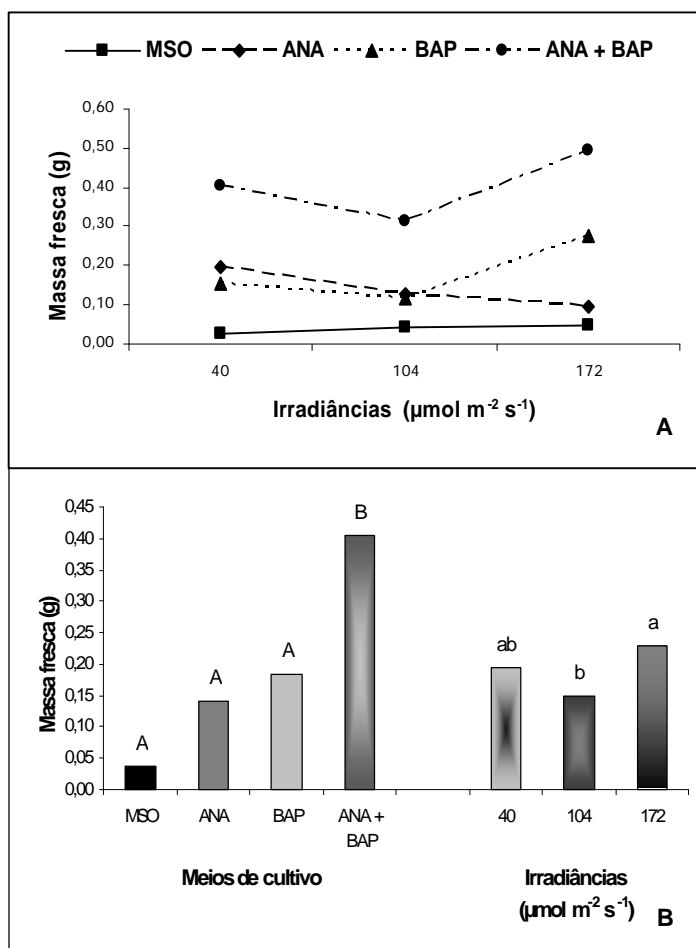 MSO ANA BAP ANA + BAP
Massa fresca (g)
0,60
0,50
0,40
0,30
0,20
0,10
0,00
40 104 172
Irradiâncias (µmol m⁻² s⁻¹)
A
Massa fresca (g)
0,45
0,40
0,35
0,30
0,25
0,20
0,15
0,10
0,05
0,00
A A A B ab b a
MSO ANA BAP ANA + 40 104 172
BAP
Meios de cultivo Irradiâncias
(µmol m⁻² s⁻¹)
B